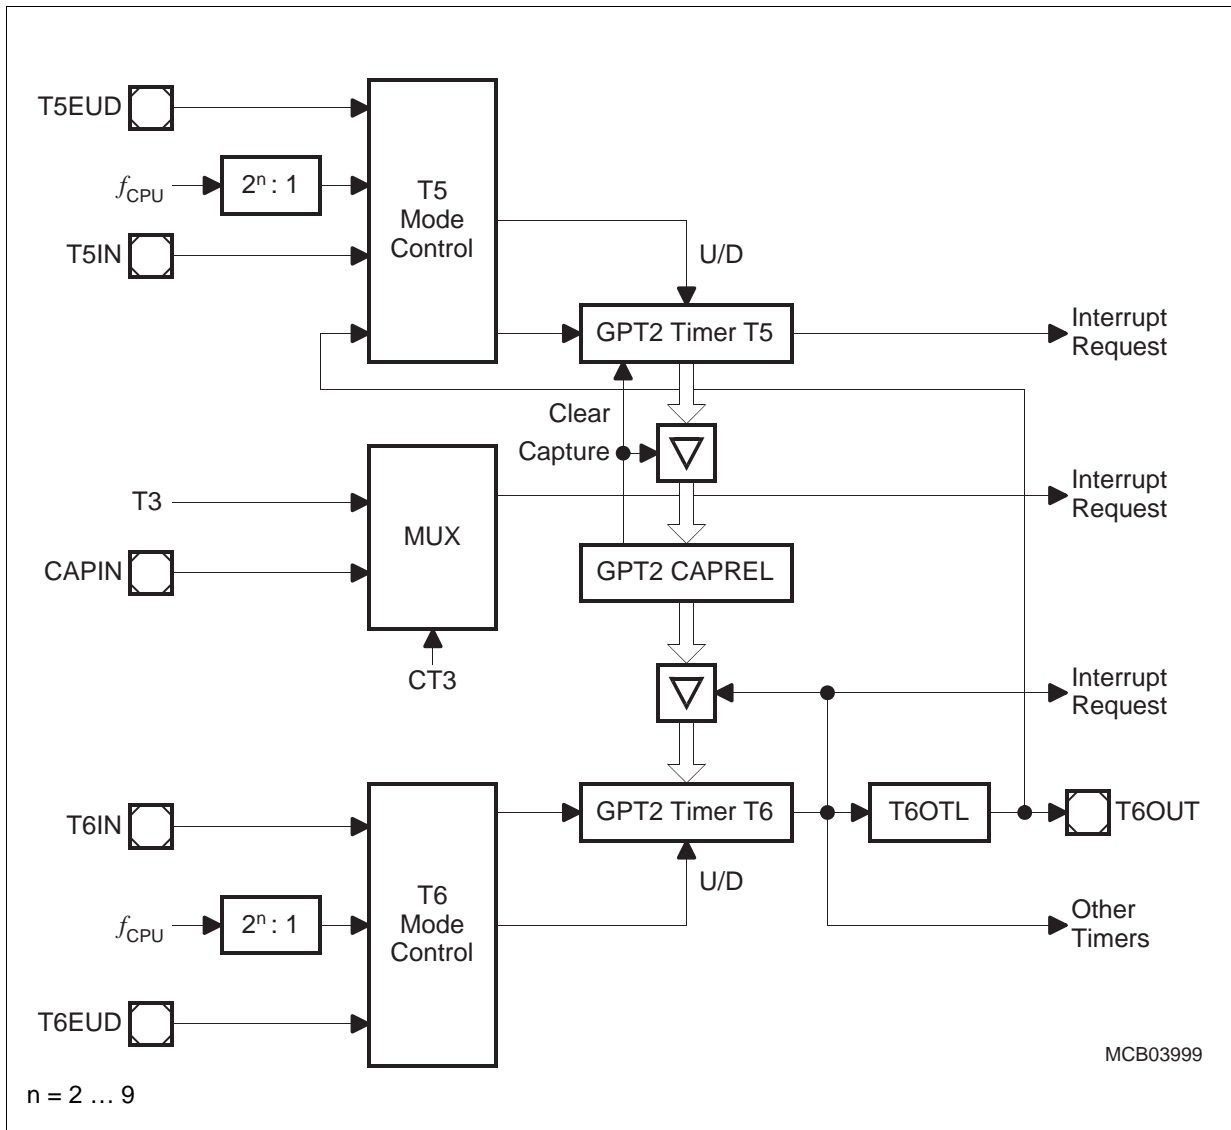 T5EUD
fCPU
2ⁿ : 1
T5IN
T5
Mode
Control
U/D
GPT2 Timer T5
Interrupt
Request
Clear
Capture
T3
CAPIN
MUX
CT3
Interrupt
Request
GPT2 CAPREL
Interrupt
Request
T6IN
fCPU
2ⁿ : 1
T6EUD
T6
Mode
Control
GPT2 Timer T6
U/D
T6OTL
T6OUT
Other
Timers
MCB03999
n = 2 … 9